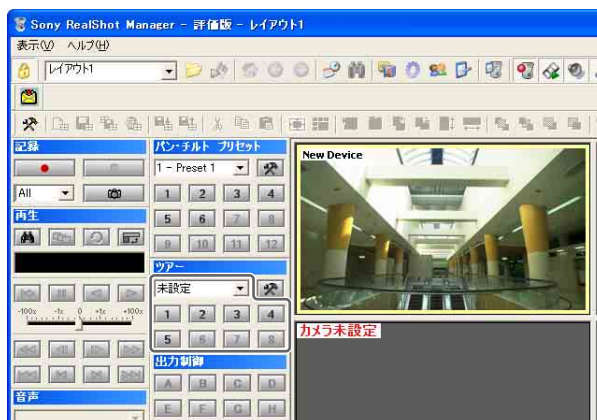 Sony RealShot Manager - 評価版 - レイアウト1
表示(V) ヘルプ(H)
レイアウト1
記録
All
再生
-100x -1x 0 +1x +100x
音声
パン・チルト プリセット
1 - Preset 1
1 2 3 4
5 6 7 8
9 10 11 12
ツアー
未設定
1 2 3 4
5 6 7 8
出力制御
A B C D
E F G H
New Device
カメラ未設定